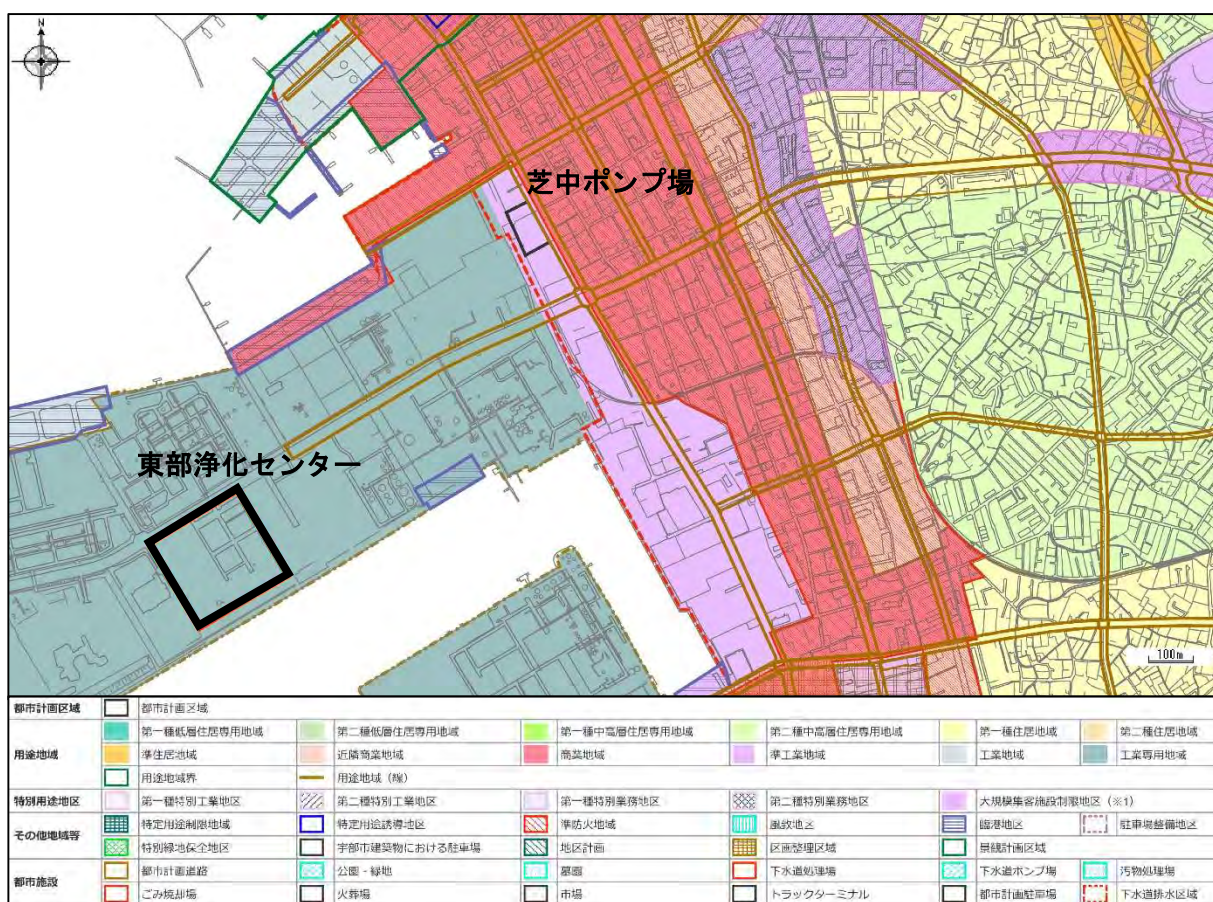 N
芝中ポンプ場
東部浄化センター
100m
都市計画区域 都市計画区域
用途地域 第一種低層住居専用地域 第二種低層住居専用地域 第一種中高層住居専用地域 第二種中高層住居専用地域 第一種住居地域 第二種住居地域
準住居地域 近隣商業地域 商業地域 準工業地域 工業地域 工業専用地域
用途地域界 用途地域(線)
特別用途地区 第一種特別工業地区 第二種特別工業地区 第一種特別業務地区 第二種特別業務地区 大規模集客施設制限地区(※1)
その他地域等 特定用途制限地域 特定用途誘導地区 準防火地域 風致地区 臨港地区 駐車場整備地区
特別緑地保全地区 宇部市建築物における駐車場 地区計画 区画整理区域 景観計画区域
都市施設 都市計画道路 公園・緑地 墓園 下水道処理場 下水道ポンプ場 汚物処理場
ごみ焼却場 火葬場 市場 トラックターミナル 都市計画駐車場 下水道排水区域